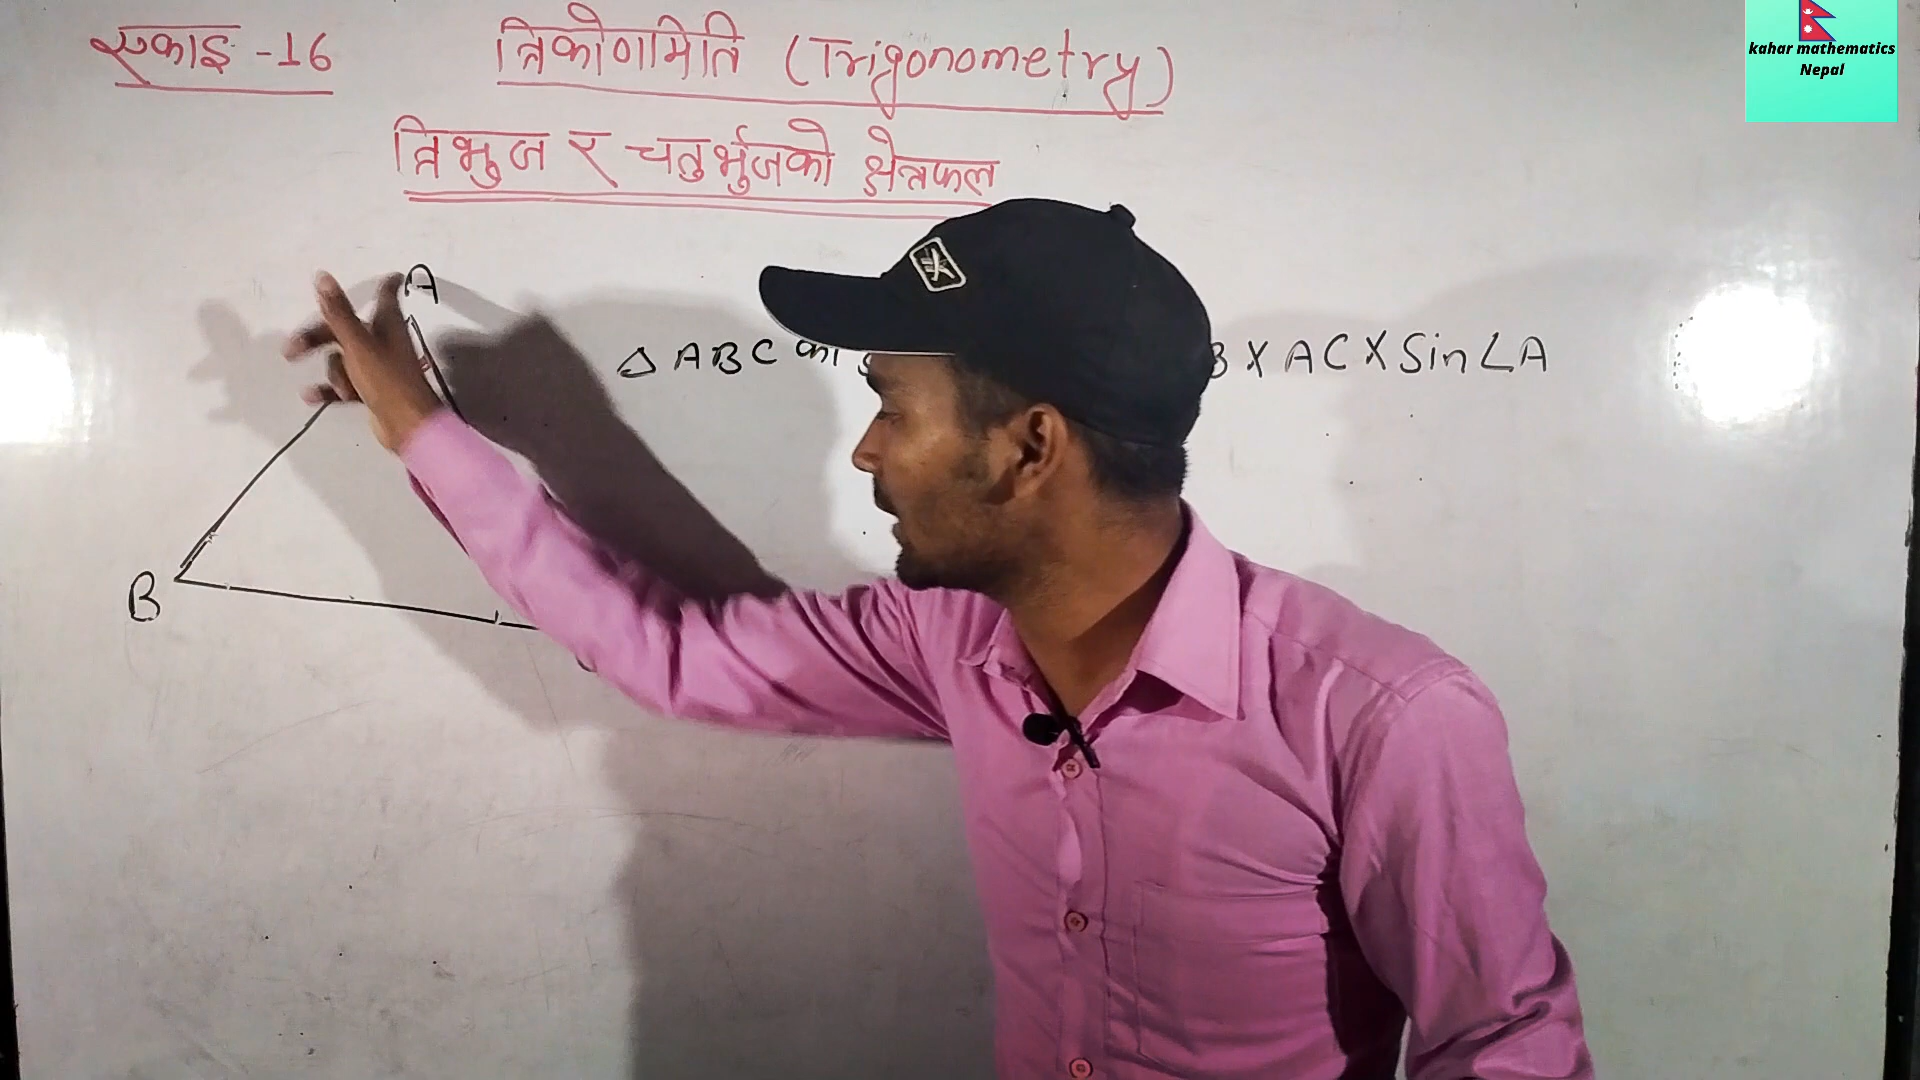 एकाइ - 16 त्रिकोणमिति (Trigonometry)
त्रिभुज र चतुर्भुजको क्षेत्रफल
A
△ ABC को X AC X Sin∠A
B
kahar mathematics
Nepal